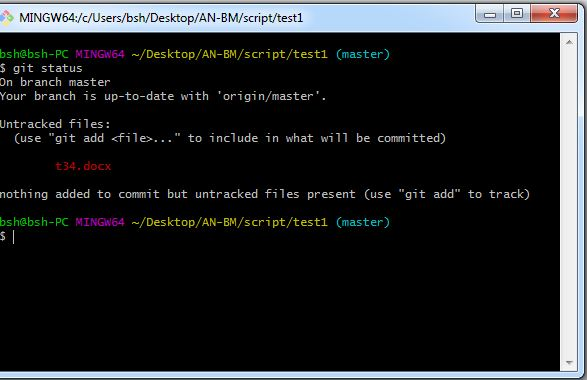 MINGW64:/c/Users/bsh/Desktop/AN-BM/script/test1
bsh@bsh-PC MINGW64 ~/Desktop/AN-BM/script/test1 (master)
$ git status
On branch master
Your branch is up-to-date with 'origin/master'.
Untracked files:
(use "git add <file>..." to include in what will be committed)
t34.docx
nothing added to commit but untracked files present (use "git add" to track)
bsh@bsh-PC MINGW64 ~/Desktop/AN-BM/script/test1 (master)
$